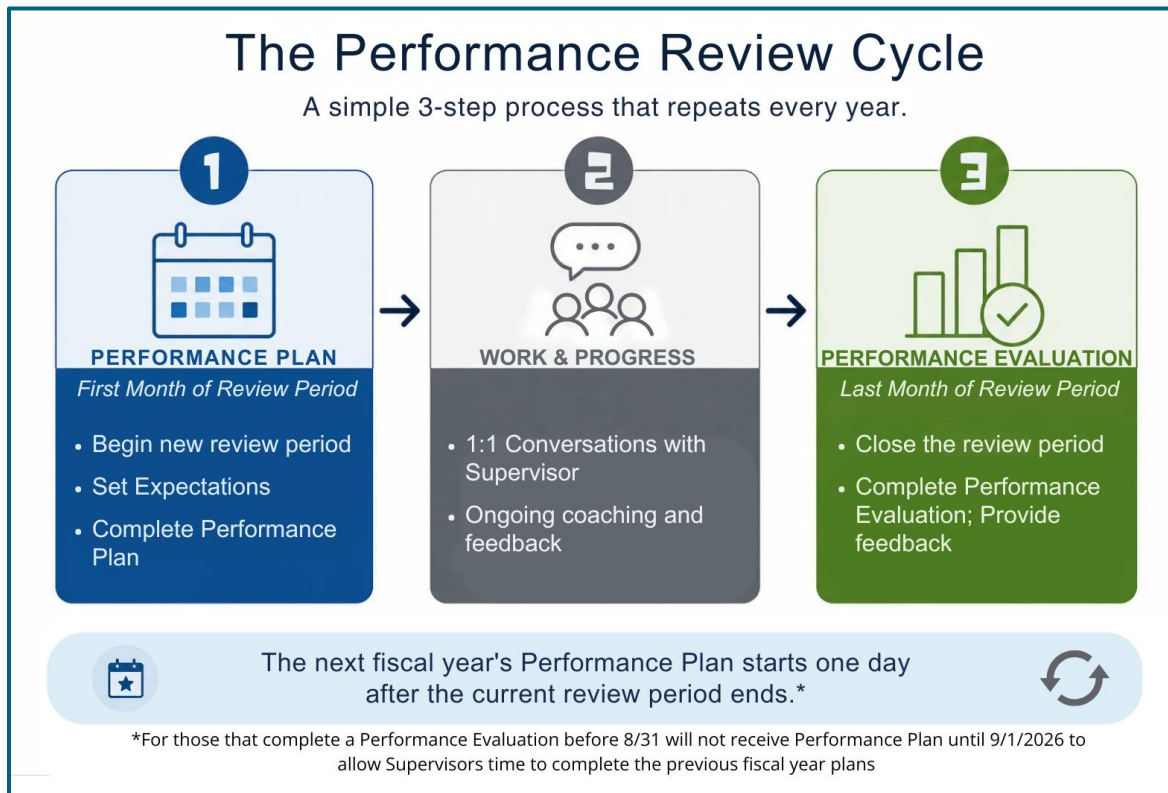 The Performance Review Cycle
A simple 3-step process that repeats every year.
1
PERFORMANCE PLAN
First Month of Review Period
• Begin new review period
• Set Expectations
• Complete Performance
Plan
2
WORK & PROGRESS
• 1:1 Conversations with
Supervisor
• Ongoing coaching and
feedback
3
PERFORMANCE EVALUATION
Last Month of Review Period
• Close the review period
• Complete Performance
Evaluation; Provide
feedback
The next fiscal year's Performance Plan starts one day
after the current review period ends.*
*For those that complete a Performance Evaluation before 8/31 will not receive Performance Plan until 9/1/2026 to
allow Supervisors time to complete the previous fiscal year plans